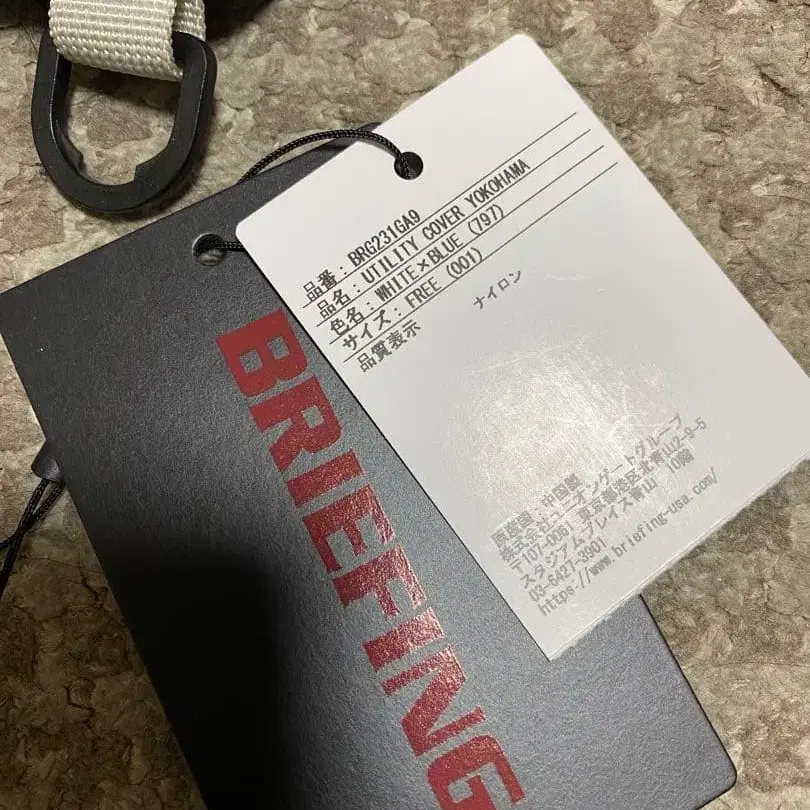 品番：BRG231GA9
品名：UTILITY COVER YOKOHAMA
色名：WHITE×BLUE (797)
サイズ：FREE (001)
品質表示
ナイロン
原産国：中国製
株式会社ユニオンゲートグループ
〒107-0061 東京都港区北青山2-9-5
スタジアムプレイス青山 10階
03-6427-3901
https://www.briefing-usa.com/
BRIEFING